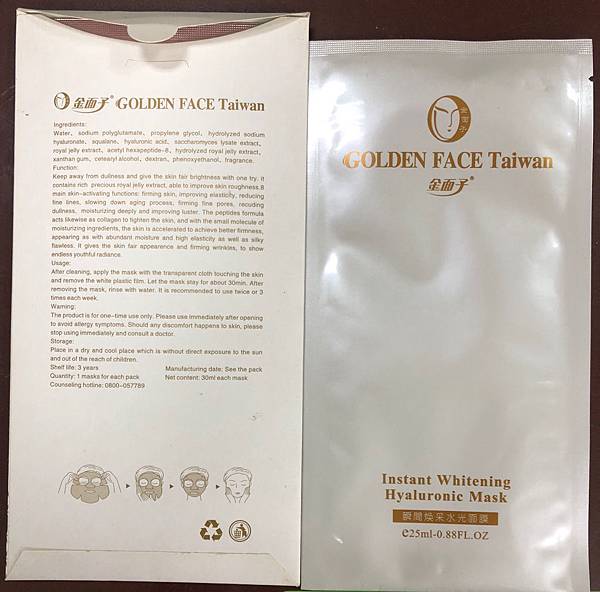 金面子® GOLDEN FACE Taiwan
Ingredients:
Water、sodium polyglutamate、propylene glycol、hydrolyzed sodium
hyaluronate、squalane、hyaluronic acid、saccharomyces lysate extract、
royal jelly extract、acetyl hexapeptide-8、hydrolyzed royal jelly extract、
xanthan gum、cetearyl alcohol、dextran、phenoxyethanol、fragrance.
Function:
Keep away from dullness and give the skin fair brightness with one try. it
contains rich precious royal jelly extract, able to improve skin roughness.8
main skin-activating functions: firming skin, improving elasticity, reducing
fine lines, slowing down aging process, firming fine pores, recuding
dullness, moisturizing deeply and improving luster. The peptides formula
acts likewise as collagen to tighten the skin, and with the small molecule of
moisturizing ingredients, the skin is accelerated to achieve better firmness,
appearing as with abundant moisture and high elasticity as well as silky
flawless. It gives the skin fair appearence and firming wrinkles, to show
endless youthful radiance.
Usage:
After cleaning, apply the mask with the transparent cloth touching the skin
and remove the white plastic film. Let the mask stay for about 30min. After
removing the mask, rinse with water. It is recommended to use twice or 3
times each week.
Warning:
The product is for one-time use only. Please use immediately after opening
to avoid allergy symptoms. Should any discomfort happens to skin, please
stop using immediately and consult a doctor.
Storage:
Place in a dry and cool place which is without direct exposure to the sun
and out of the reach of children.
Shelf life: 3 years Manufacturing date: See the pack
Quantity: 1 masks for each pack Net content: 30ml each mask
Counseling hotline: 0800-057789
金面子
GOLDEN FACE Taiwan
金面子®
Instant Whitening
Hyaluronic Mask
瞬間煥采水光面膜
e25ml-0.88FL.OZ